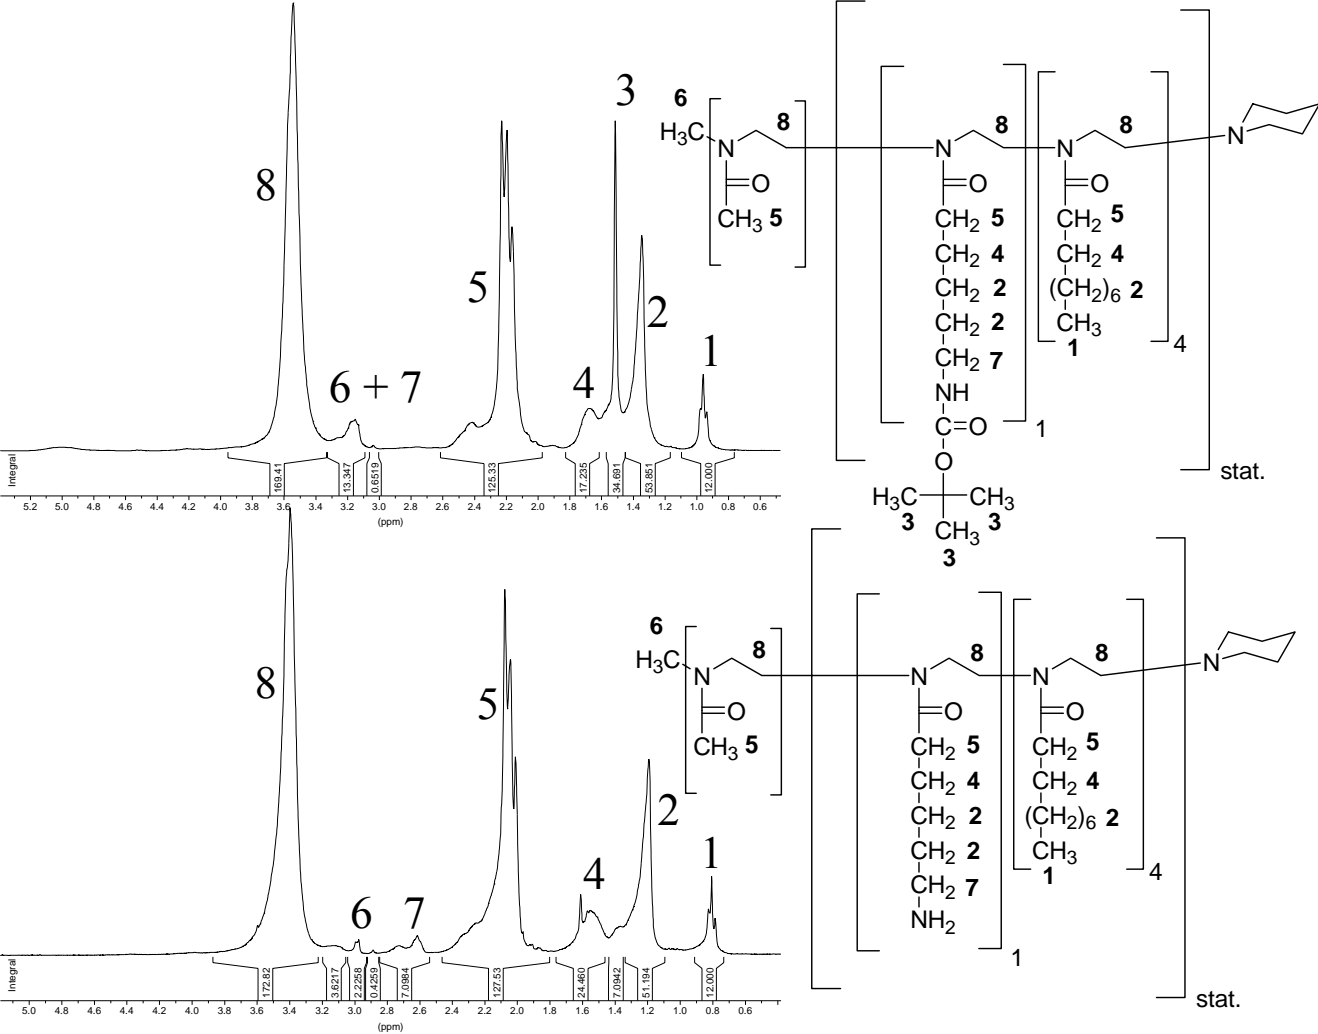 8
6 + 7
5
4
3
2
1
Integral
169.41
13.347
0.6519
125.33
17.235
34.691
53.851
12.000
5.2 5.0 4.8 4.6 4.4 4.2 4.0 3.8 3.6 3.4 3.2 3.0 2.8 2.6 2.4 2.2 2.0 1.8 1.6 1.4 1.2 1.0 0.8 0.6
(ppm)
6
H3C
N
8
O
CH3 5
N
8
O
CH2 5
CH2 4
CH2 2
CH2 2
CH2 7
NH
C=O
O
H3C
CH3
3
3
CH3
3
1
N
8
O
CH2 5
CH2 4
(CH2)6 2
CH3
1
4
N
stat.
8
6
7
5
4
2
1
Integral
172.82
3.6217
2.2258
0.4259
7.0984
127.53
24.460
7.0942
51.194
12.000
5.0 4.8 4.6 4.4 4.2 4.0 3.8 3.6 3.4 3.2 3.0 2.8 2.6 2.4 2.2 2.0 1.8 1.6 1.4 1.2 1.0 0.8 0.6
(ppm)
6
H3C
N
8
O
CH3 5
N
8
O
CH2 5
CH2 4
CH2 2
CH2 2
CH2 7
NH2
1
N
8
O
CH2 5
CH2 4
(CH2)6 2
CH3
1
4
N
stat.